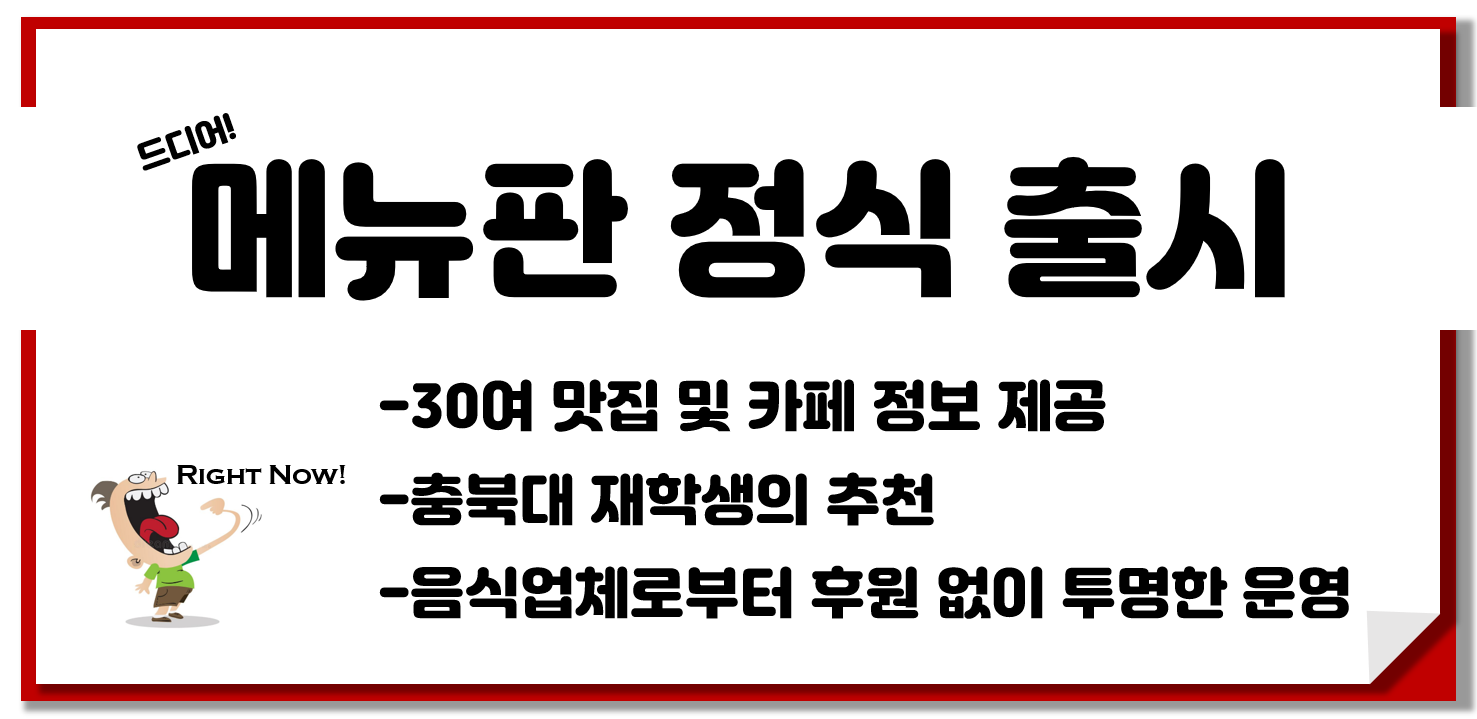 드디어!
메뉴판 정식 출시
-30여 맛집 및 카페 정보 제공
RIGHT NOW!
-충북대 재학생의 추천
-음식업체로부터 후원 없이 투명한 운영